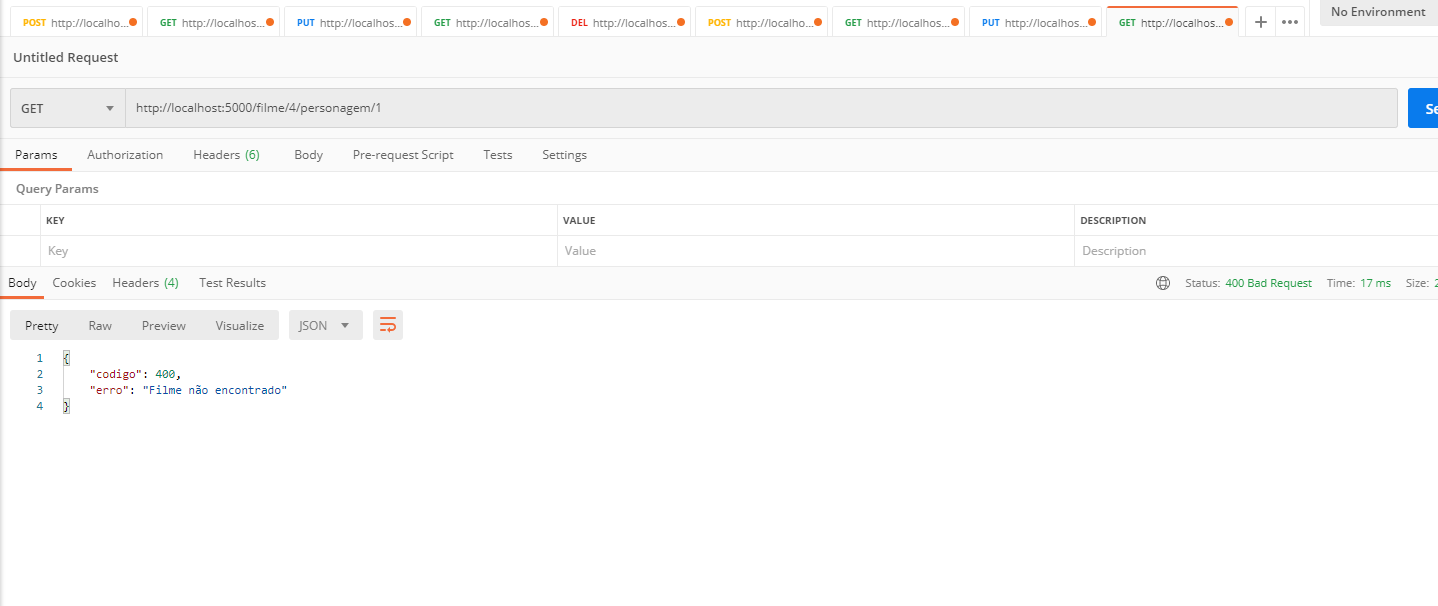 POST http://localho... GET http://localhos... PUT http://localhos... GET http://localhos... DEL http://localhos... POST http://localhos... GET http://localhos... PUT http://localhos... GET http://localhos... + ••• No Environment
Untitled Request
GET http://localhost:5000/filme/4/personagem/1 Se
Params Authorization Headers (6) Body Pre-request Script Tests Settings
Query Params
KEY VALUE DESCRIPTION
Key Value Description
Body Cookies Headers (4) Test Results Status: 400 Bad Request Time: 17 ms Size: 2
Pretty Raw Preview Visualize JSON
1 {
2 "codigo": 400,
3 "erro": "Filme não encontrado"
4 }